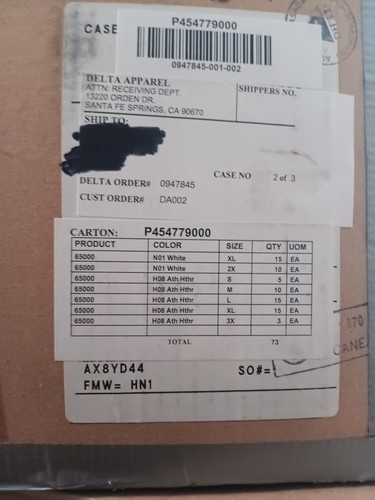 CASE
P454779000
0947845-001-002
DELTA APPAREL
ATTN: RECEIVING DEPT.
13220 ORDEN DR.
SANTA FE SPRINGS, CA 90670
SHIPPERS NO.
SHIP TO:
CASE NO 2 of 3
DELTA ORDER# 0947845
CUST ORDER# DA002
CARTON: P454779000
PRODUCT COLOR SIZE QTY UOM
65000 N01 White XL 15 EA
65000 N01 White 2X 10 EA
65000 H08 Ath Hthr S 5 EA
65000 H08 Ath Hthr M 10 EA
65000 H08 Ath Hthr L 15 EA
65000 H08 Ath Hthr XL 15 EA
65000 H08 Ath Hthr 3X 3 EA
TOTAL 73
170
CANE
AX8YD44 SO#=
FMW= HN1